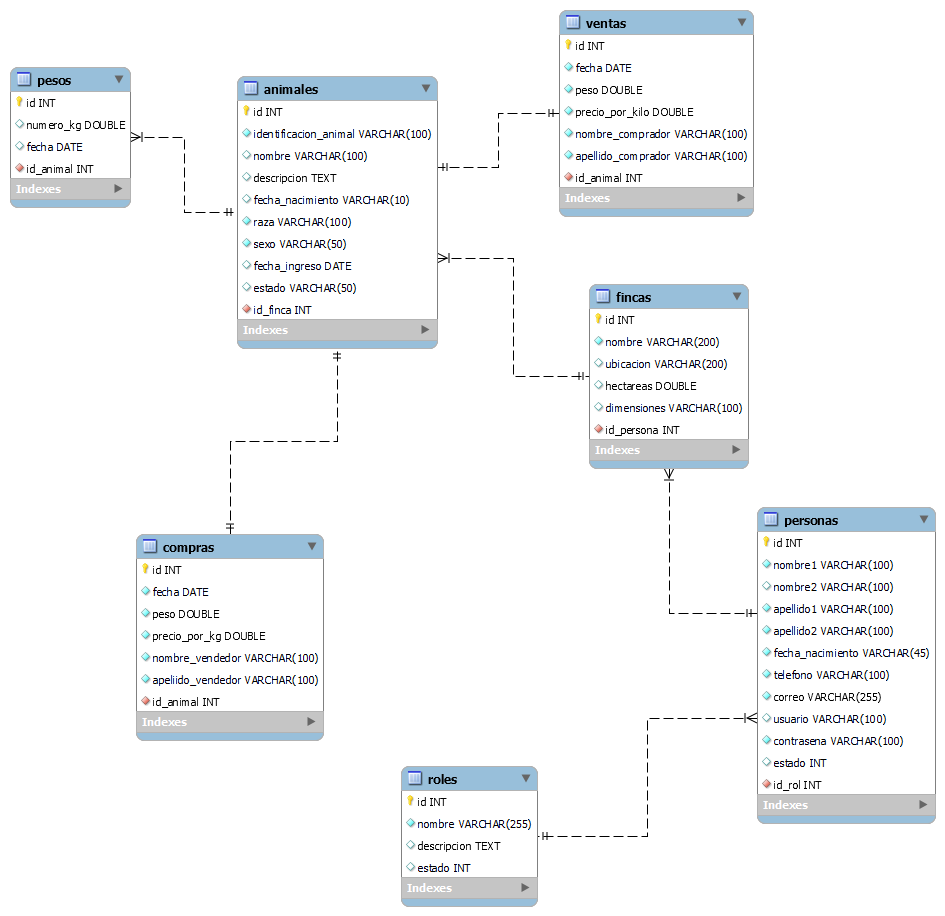 ventas
id INT
fecha DATE
peso DOUBLE
precio_por_kilo DOUBLE
nombre_comprador VARCHAR(100)
apellido_comprador VARCHAR(100)
id_animal INT
Indexes
pesos
id INT
numero_kg DOUBLE
fecha DATE
id_animal INT
Indexes
animales
id INT
identificacion_animal VARCHAR(100)
nombre VARCHAR(100)
descripcion TEXT
fecha_nacimiento VARCHAR(10)
raza VARCHAR(100)
sexo VARCHAR(50)
fecha_ingreso DATE
estado VARCHAR(50)
id_finca INT
Indexes
fincas
id INT
nombre VARCHAR(200)
ubicacion VARCHAR(200)
hectareas DOUBLE
dimensiones VARCHAR(100)
id_persona INT
Indexes
personas
id INT
nombre1 VARCHAR(100)
nombre2 VARCHAR(100)
apellido1 VARCHAR(100)
apellido2 VARCHAR(100)
fecha_nacimiento VARCHAR(45)
telefono VARCHAR(100)
correo VARCHAR(255)
usuario VARCHAR(100)
contrasena VARCHAR(100)
estado INT
id_rol INT
Indexes
compras
id INT
fecha DATE
peso DOUBLE
precio_por_kg DOUBLE
nombre_vendedor VARCHAR(100)
apeliido_vendedor VARCHAR(100)
id_animal INT
Indexes
roles
id INT
nombre VARCHAR(255)
descripcion TEXT
estado INT
Indexes